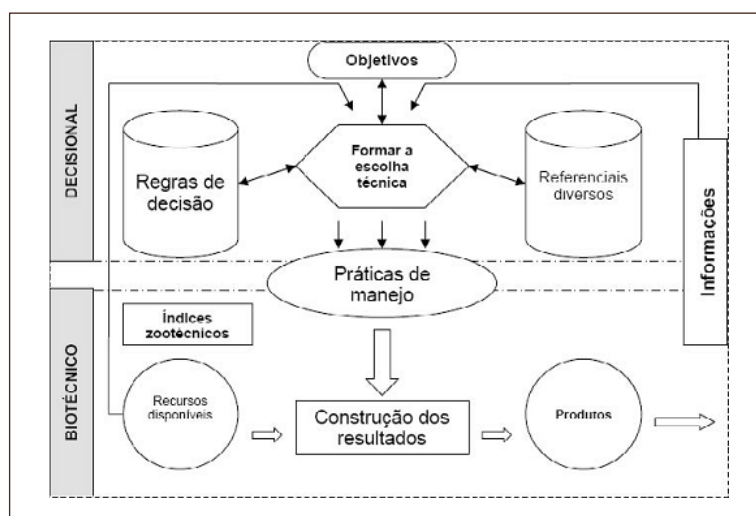 Objetivos
DECISIONAL
Regras de
decisão
Formar a
escolha
técnica
Referenciais
diversos
Informações
Práticas de
manejo
Índices
zootécnicos
BIOTÉCNICO
Recursos
disponíveis
Construção dos
resultados
Produtos